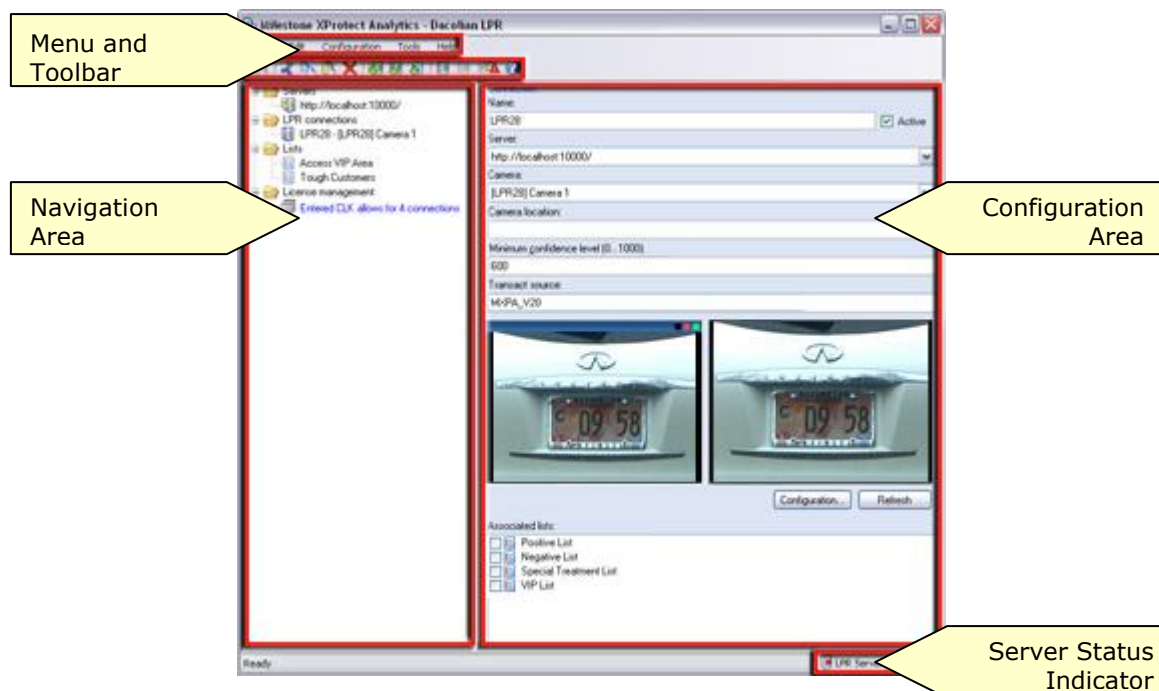 Milestone XProtect Analytics - Dacolian LPR
Menu and
Toolbar
Configuration Tools Help
Servers
http://localhost:10000/
LPR connections
LPR28 - [LPR28] Camera 1
Lists
Access VIP Area
Tough Customers
License management
Entered CLK allows for 4 connections
Navigation
Area
Name:
LPR28
Active
Server:
http://localhost:10000/
Camera:
[LPR28] Camera 1
Camera location:
Minimum confidence level (0...1000)
600
Transact source:
MXPA_V20
Configuration
Area
C 09 58
C 09 58
Configuration... Refresh
Associated lists:
Positive List
Negative List
Special Treatment List
VIP List
Ready
LPR
Server Status
Indicator